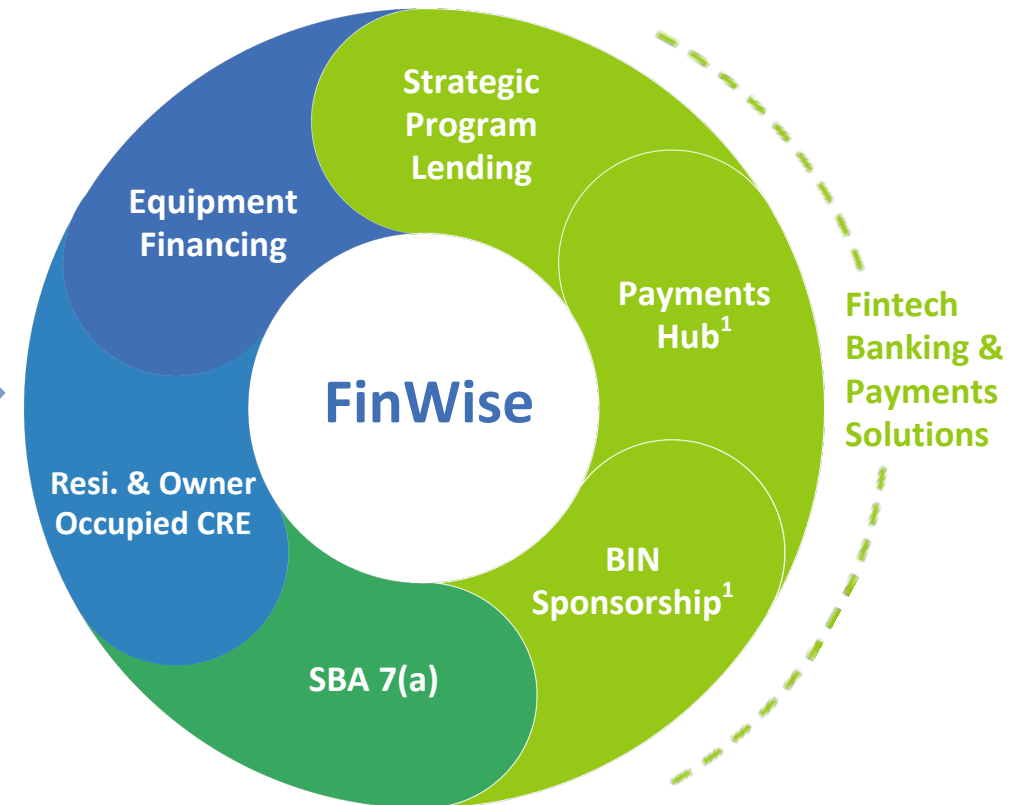 Strategic
Program
Lending
Equipment
Financing
Payments
Hub¹
Fintech
Banking &
Payments
Solutions
FinWise
Resi. & Owner
Occupied CRE
BIN
Sponsorship¹
SBA 7(a)